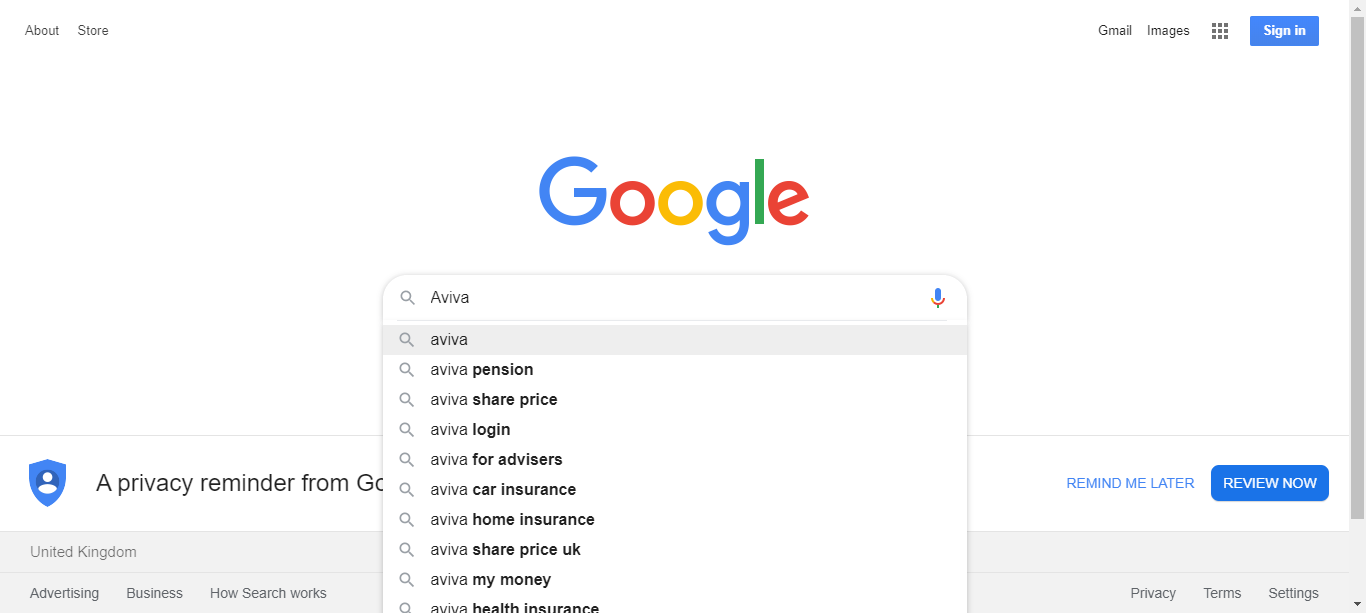 About Store
Gmail Images Sign in
Google
Aviva
aviva
aviva pension
aviva share price
aviva login
aviva for advisers
aviva car insurance
aviva home insurance
aviva share price uk
aviva my money
aviva health insurance
A privacy reminder from Go
REMIND ME LATER REVIEW NOW
United Kingdom
Advertising Business How Search works
Privacy Terms Settings